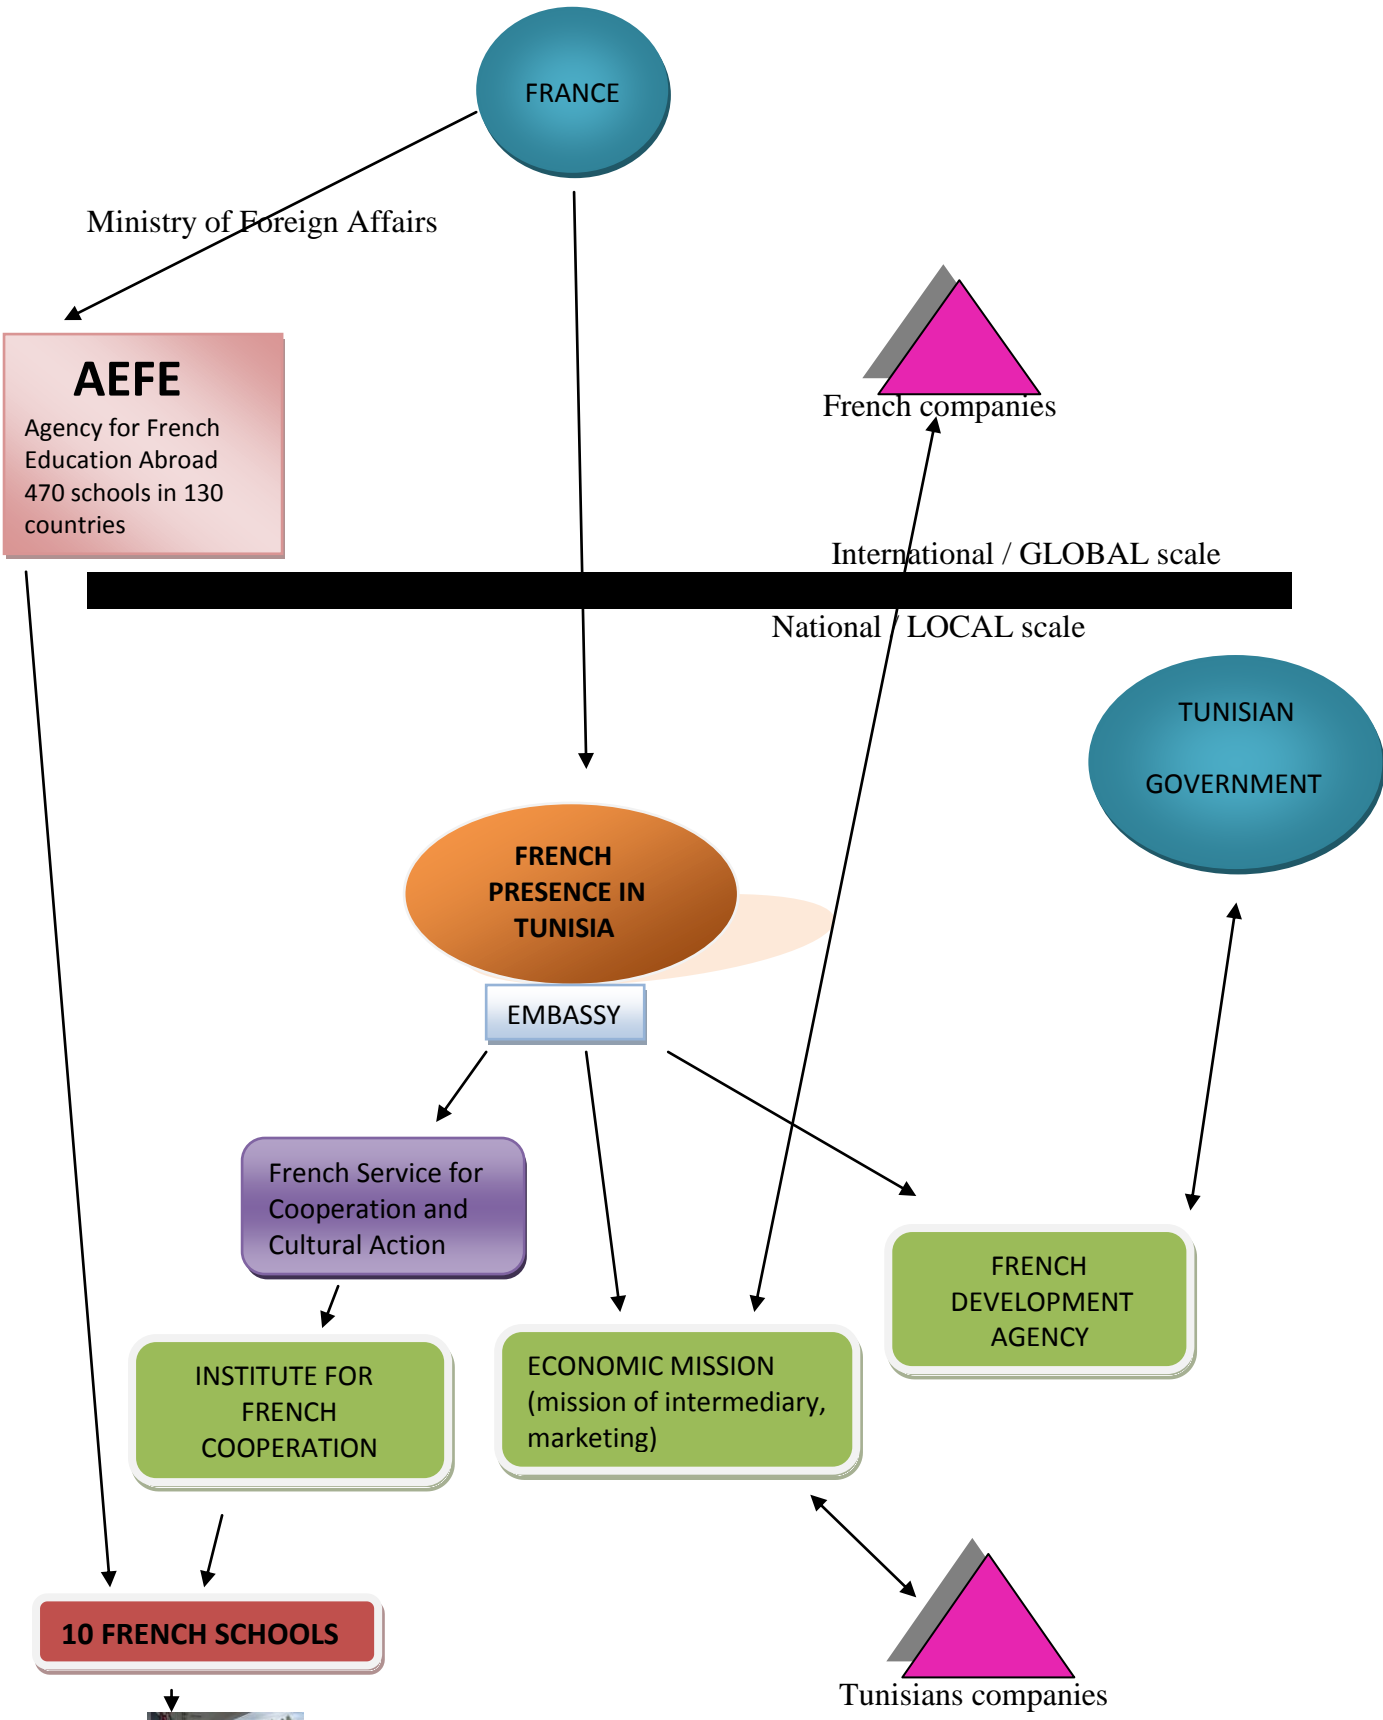 FRANCE
Ministry of Foreign Affairs
AEFE
Agency for French
Education Abroad
470 schools in 130
countries
French companies
International / GLOBAL scale
National / LOCAL scale
TUNISIAN
GOVERNMENT
FRENCH
PRESENCE IN
TUNISIA
EMBASSY
French Service for
Cooperation and
Cultural Action
FRENCH
DEVELOPMENT
AGENCY
INSTITUTE FOR
FRENCH
COOPERATION
ECONOMIC MISSION
(mission of intermediary,
marketing)
10 FRENCH SCHOOLS
Tunisians companies